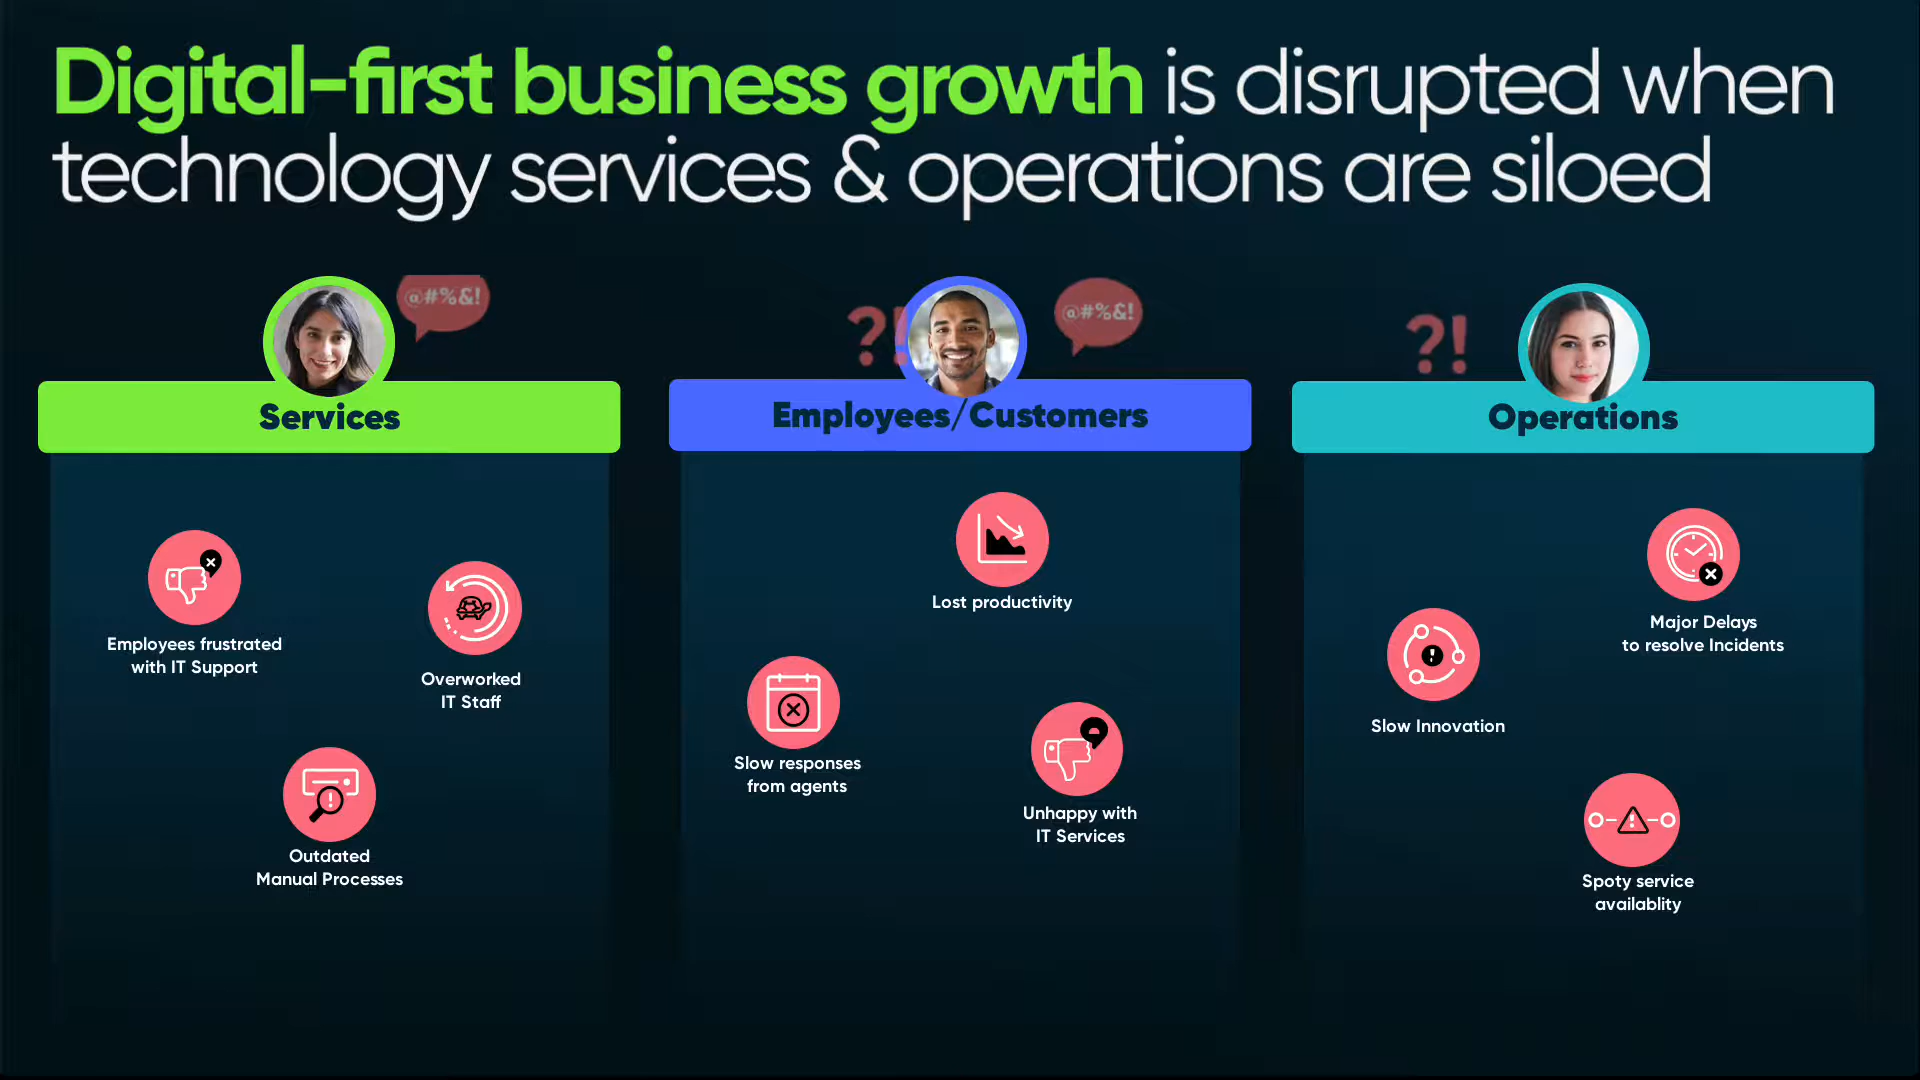 Digital-first business growth is disrupted when
technology services & operations are siloed
@#%&!
?!
@#%&!
?!
Services
Employees/Customers
Operations
Employees frustrated
with IT Support
Overworked
IT Staff
Outdated
Manual Processes
Lost productivity
Slow responses
from agents
Unhappy with
IT Services
Major Delays
to resolve Incidents
Slow Innovation
Spoty service
availablity